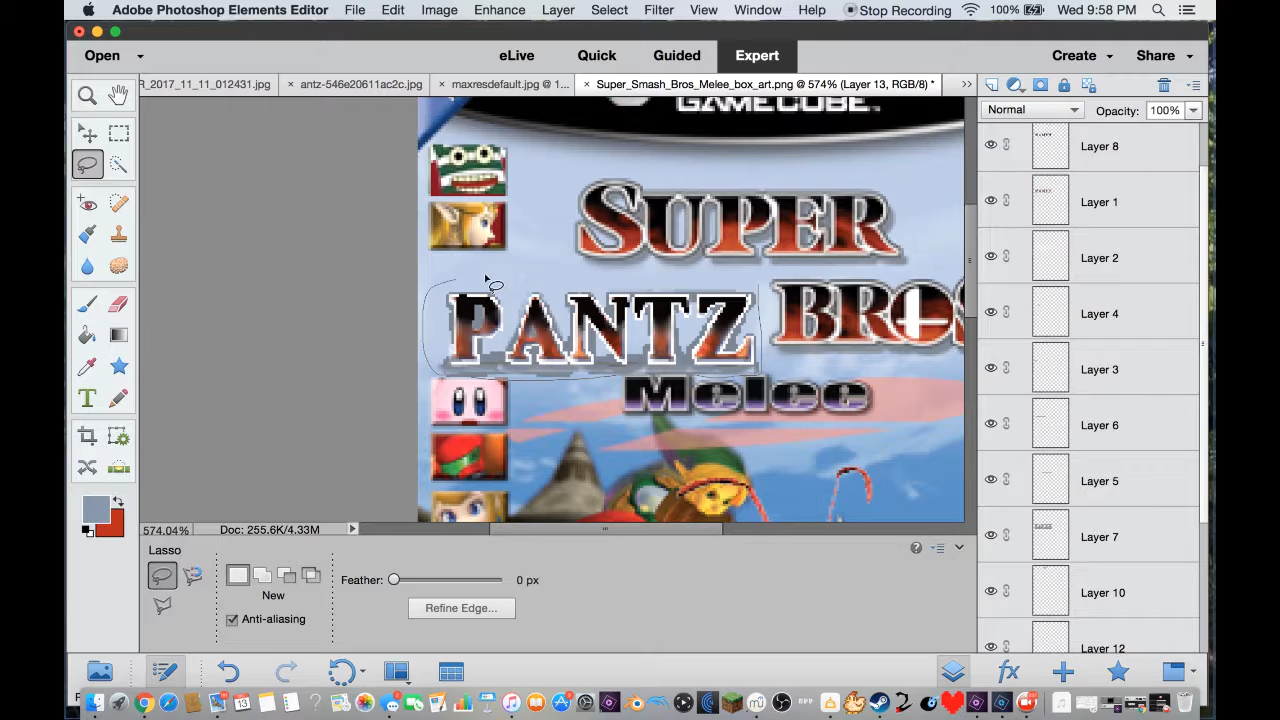 Adobe Photoshop Elements Editor File Edit Image Enhance Layer Select Filter View Window Help Stop Recording 100% Wed 9:58 PM
Open eLive Quick Guided Expert Create Share
R_2017_11_11_012431.jpg × antz-546e20611ac2c.jpg × maxresdefault.jpg @ 1... × Super_Smash_Bros_Melee_box_art.png @ 574% (Layer 13, RGB/8) * »
Normal Opacity: 100%
GAMECUBE™
Layer 8
SUPER
Layer 1
Layer 2
PANTZ BROS
Layer 4
Layer 3
Melee
Layer 6
Layer 5
574.04% Doc: 255.6K/4.33M
Layer 7
Lasso
Feather: 0 px
New
Refine Edge...
Anti-aliasing
Layer 10
Layer 12